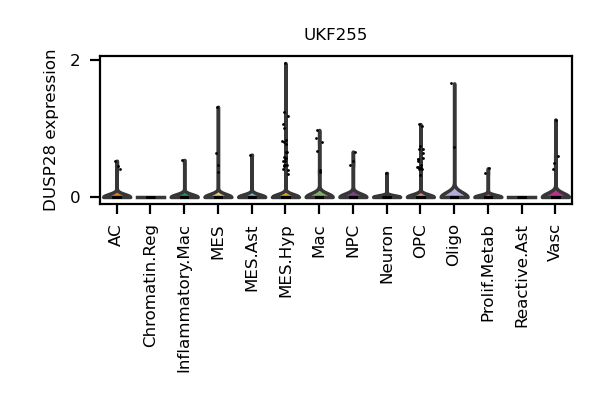 UKF255
DUSP28 expression
2
0
AC
Chromatin.Reg
Inflammatory.Mac
MES
MES.Ast
MES.Hyp
Mac
NPC
Neuron
OPC
Oligo
Prolif.Metab
Reactive.Ast
Vasc